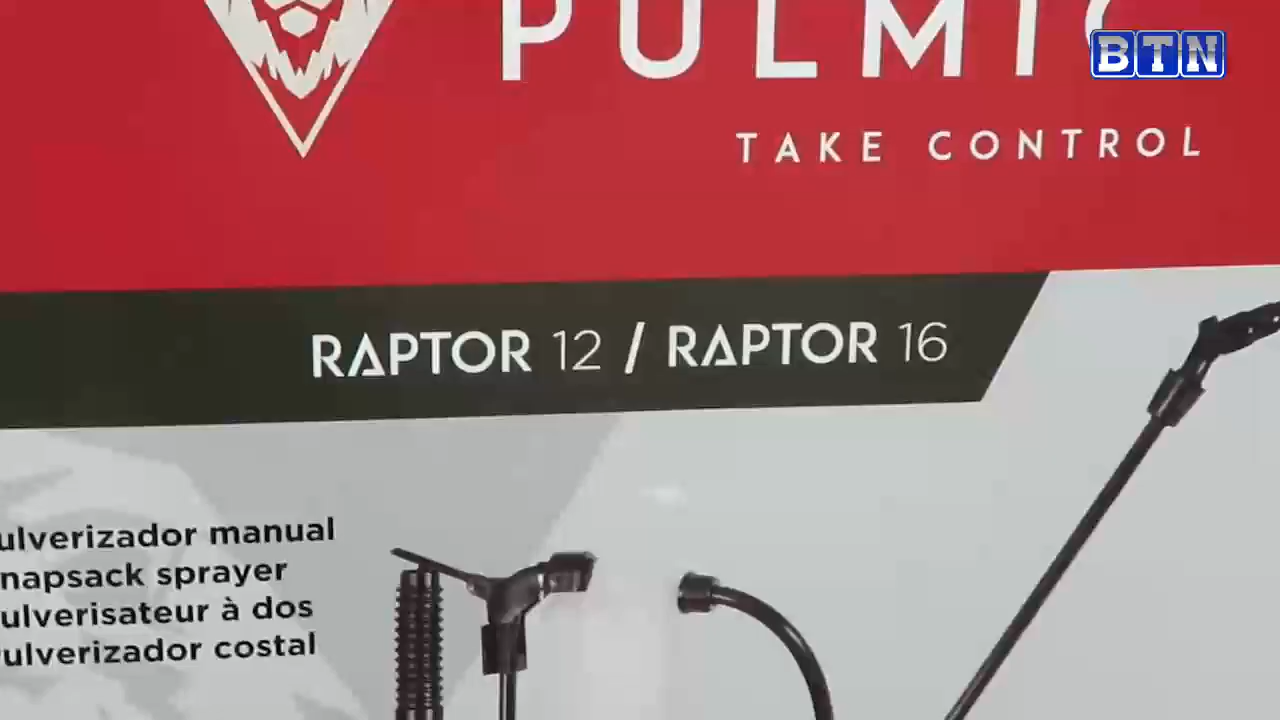 PULMIC
BTN
TAKE CONTROL
RAPTOR 12 / RAPTOR 16
ulverizador manual
napsack sprayer
ulverisateur à dos
ulverizador costal